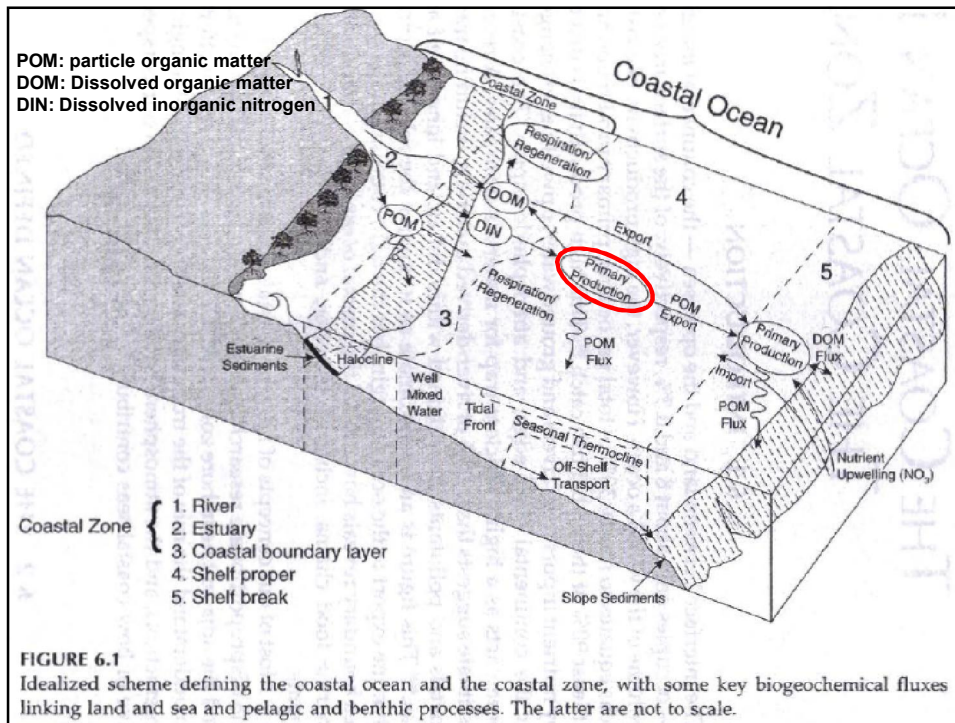 POM: particle organic matter
DOM: Dissolved organic matter
DIN: Dissolved inorganic nitrogen
Coastal Ocean
Coastal Zone
1
2
Respiration/
Regeneration
4
DOM
POM
DIN
Export
Primary
Production
5
Respiration/
Regeneration
3
POM
Export
Primary
Production
DOM
Flux
POM
Flux
Import
POM
Flux
Estuarine
Sediments
Halocline
Well
Mixed
Water
Tidal
Front
Seasonal Thermocline
Off-Shelf
Transport
Nutrient
Upwelling (NO3)
Slope Sediments
Coastal Zone
1. River
2. Estuary
3. Coastal boundary layer
4. Shelf proper
5. Shelf break
FIGURE 6.1
Idealized scheme defining the coastal ocean and the coastal zone, with some key biogeochemical fluxes
linking land and sea and pelagic and benthic processes. The latter are not to scale.